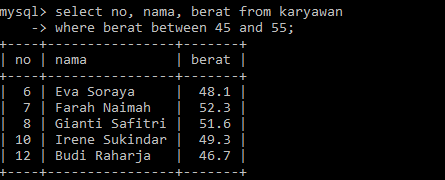 mysql> select no, nama, berat from karyawan
    -> where berat between 45 and 55;
+----+-----------------+-------+
| no | nama            | berat |
+----+-----------------+-------+
|  6 | Eva Soraya      |  48.1 |
|  7 | Farah Naimah    |  52.3 |
|  8 | Gianti Safitri  |  51.6 |
| 10 | Irene Sukindar  |  49.3 |
| 12 | Budi Raharja    |  46.7 |
+----+-----------------+-------+